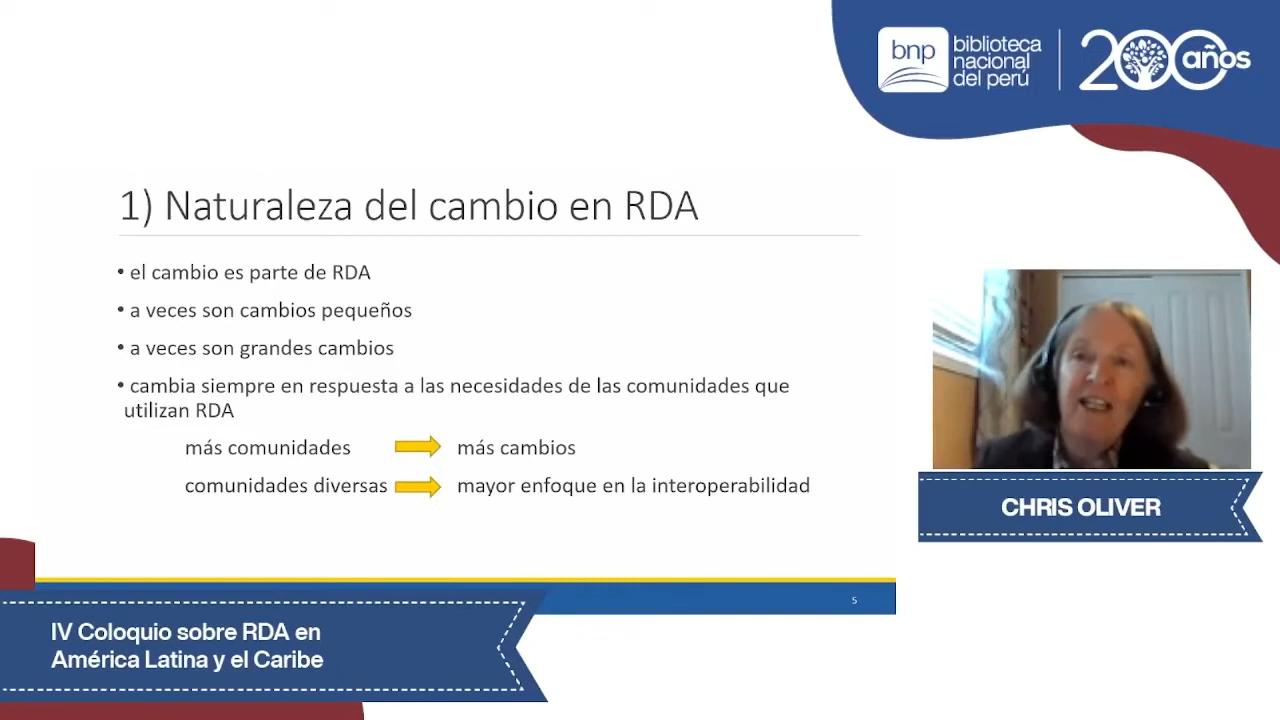 bnp
biblioteca
nacional
del perú
200 años
1) Naturaleza del cambio en RDA
• el cambio es parte de RDA
• a veces son cambios pequeños
• a veces son grandes cambios
• cambia siempre en respuesta a las necesidades de las comunidades que
utilizan RDA
más comunidades más cambios
comunidades diversas mayor enfoque en la interoperabilidad
CHRIS OLIVER
5
IV Coloquio sobre RDA en
América Latina y el Caribe